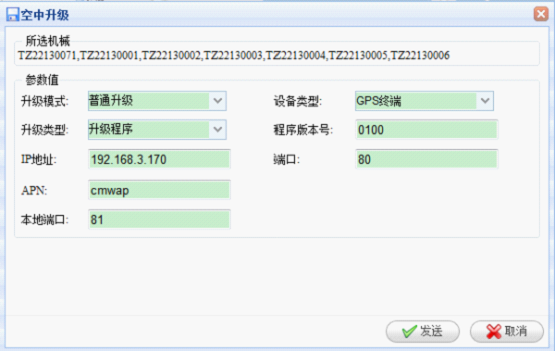 空中升级
所选机械
TZ22130071,TZ22130001,TZ22130002,TZ22130003,TZ22130004,TZ22130005,TZ22130006
参数值
升级模式: 普通升级 设备类型: GPS终端
升级类型: 升级程序 程序版本号: 0100
IP地址: 192.168.3.170 端口: 80
APN: cmwap
本地端口: 81
发送 取消